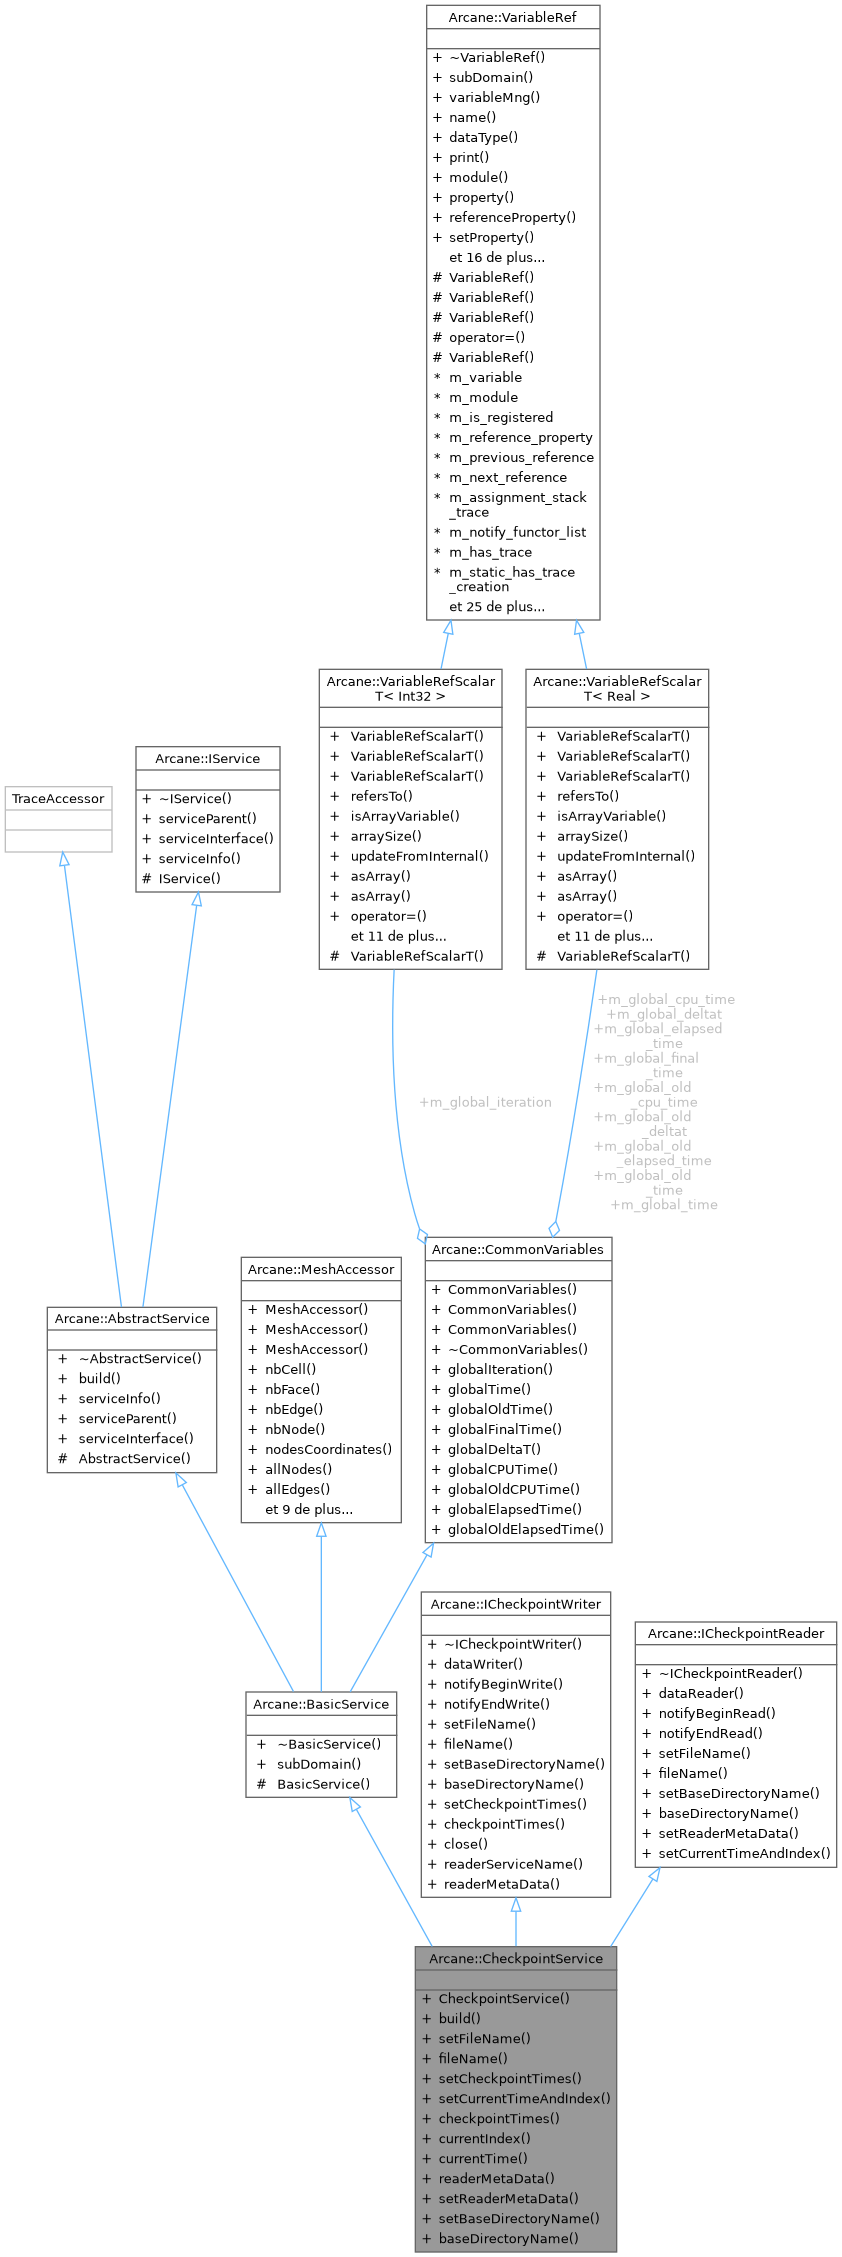 Arcane::VariableRef
+ ~VariableRef()
+ subDomain()
+ variableMng()
+ name()
+ dataType()
+ print()
+ module()
+ property()
+ referenceProperty()
+ setProperty()
et 16 de plus...
# VariableRef()
# VariableRef()
# VariableRef()
# operator=()
# VariableRef()
* m_variable
* m_module
* m_is_registered
* m_reference_property
* m_previous_reference
* m_next_reference
* m_assignment_stack
_trace
* m_notify_functor_list
* m_has_trace
* m_static_has_trace
_creation
et 25 de plus...
Arcane::VariableRefScalar
T< Int32 >
+ VariableRefScalarT()
+ VariableRefScalarT()
+ VariableRefScalarT()
+ refersTo()
+ isArrayVariable()
+ arraySize()
+ updateFromInternal()
+ asArray()
+ asArray()
+ operator=()
et 11 de plus...
# VariableRefScalarT()
Arcane::VariableRefScalar
T< Real >
+ VariableRefScalarT()
+ VariableRefScalarT()
+ VariableRefScalarT()
+ refersTo()
+ isArrayVariable()
+ arraySize()
+ updateFromInternal()
+ asArray()
+ asArray()
+ operator=()
et 11 de plus...
# VariableRefScalarT()
Arcane::IService
+ ~IService()
+ serviceParent()
+ serviceInterface()
+ serviceInfo()
# IService()
TraceAccessor
+m_global_cpu_time
+m_global_deltat
+m_global_elapsed
_time
+m_global_final
_time
+m_global_old
_cpu_time
+m_global_old
_deltat
+m_global_old
_elapsed_time
+m_global_old
_time
+m_global_time
+m_global_iteration
Arcane::CommonVariables
+ CommonVariables()
+ CommonVariables()
+ CommonVariables()
+ ~CommonVariables()
+ globalIteration()
+ globalTime()
+ globalOldTime()
+ globalFinalTime()
+ globalDeltaT()
+ globalCPUTime()
+ globalOldCPUTime()
+ globalElapsedTime()
+ globalOldElapsedTime()
Arcane::MeshAccessor
+ MeshAccessor()
+ MeshAccessor()
+ MeshAccessor()
+ nbCell()
+ nbFace()
+ nbEdge()
+ nbNode()
+ nodesCoordinates()
+ allNodes()
+ allEdges()
et 9 de plus...
Arcane::AbstractService
+ ~AbstractService()
+ build()
+ serviceInfo()
+ serviceParent()
+ serviceInterface()
# AbstractService()
Arcane::ICheckpointWriter
+ ~ICheckpointWriter()
+ dataWriter()
+ notifyBeginWrite()
+ notifyEndWrite()
+ setFileName()
+ fileName()
+ setBaseDirectoryName()
+ baseDirectoryName()
+ setCheckpointTimes()
+ checkpointTimes()
+ close()
+ readerServiceName()
+ readerMetaData()
Arcane::ICheckpointReader
+ ~ICheckpointReader()
+ dataReader()
+ notifyBeginRead()
+ notifyEndRead()
+ setFileName()
+ fileName()
+ setBaseDirectoryName()
+ baseDirectoryName()
+ setReaderMetaData()
+ setCurrentTimeAndIndex()
Arcane::BasicService
+ ~BasicService()
+ subDomain()
# BasicService()
Arcane::CheckpointService
+ CheckpointService()
+ build()
+ setFileName()
+ fileName()
+ setCheckpointTimes()
+ setCurrentTimeAndIndex()
+ checkpointTimes()
+ currentIndex()
+ currentTime()
+ readerMetaData()
+ setReaderMetaData()
+ setBaseDirectoryName()
+ baseDirectoryName()